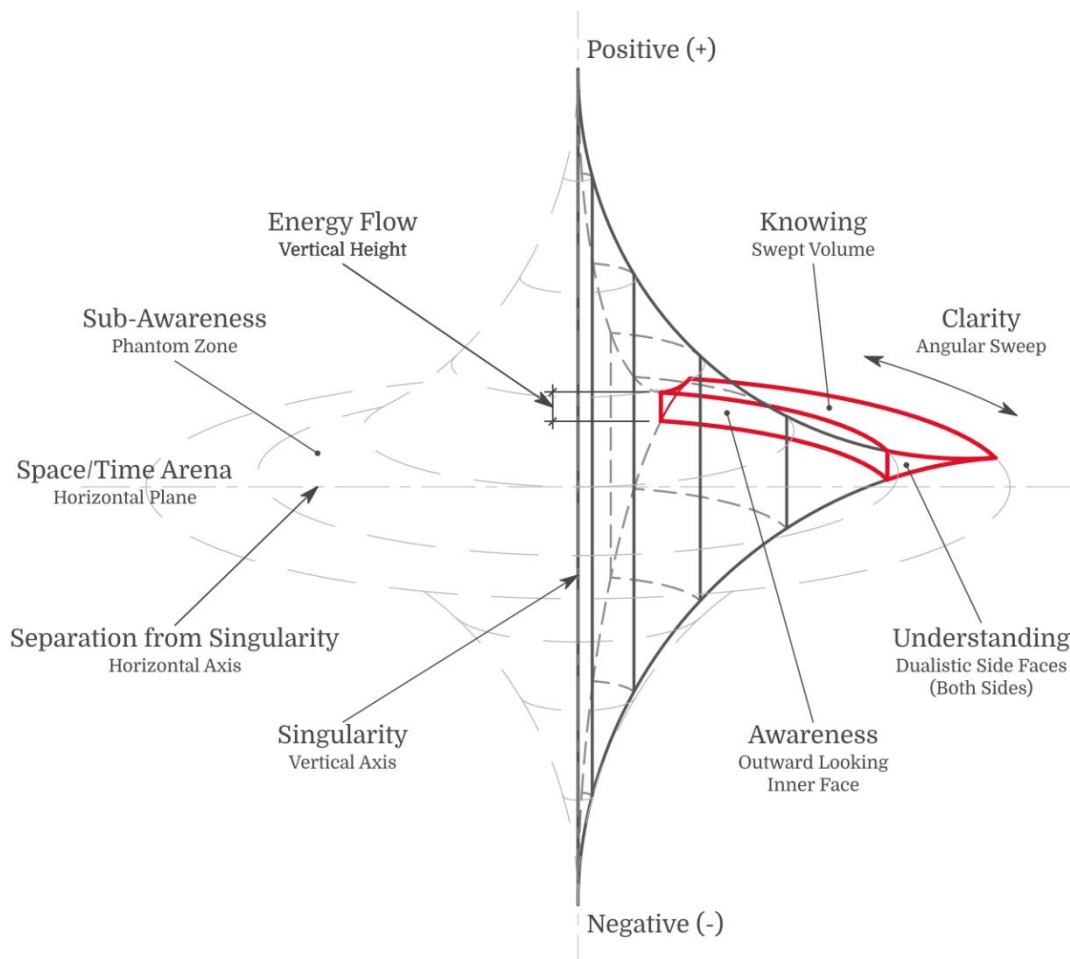 Positive (+)
Energy Flow
Vertical Height
Knowing
Swept Volume
Sub-Awareness
Phantom Zone
Clarity
Angular Sweep
Space/Time Arena
Horizontal Plane
Separation from Singularity
Horizontal Axis
Understanding
Dualistic Side Faces
(Both Sides)
Singularity
Vertical Axis
Awareness
Outward Looking
Inner Face
Negative (-)